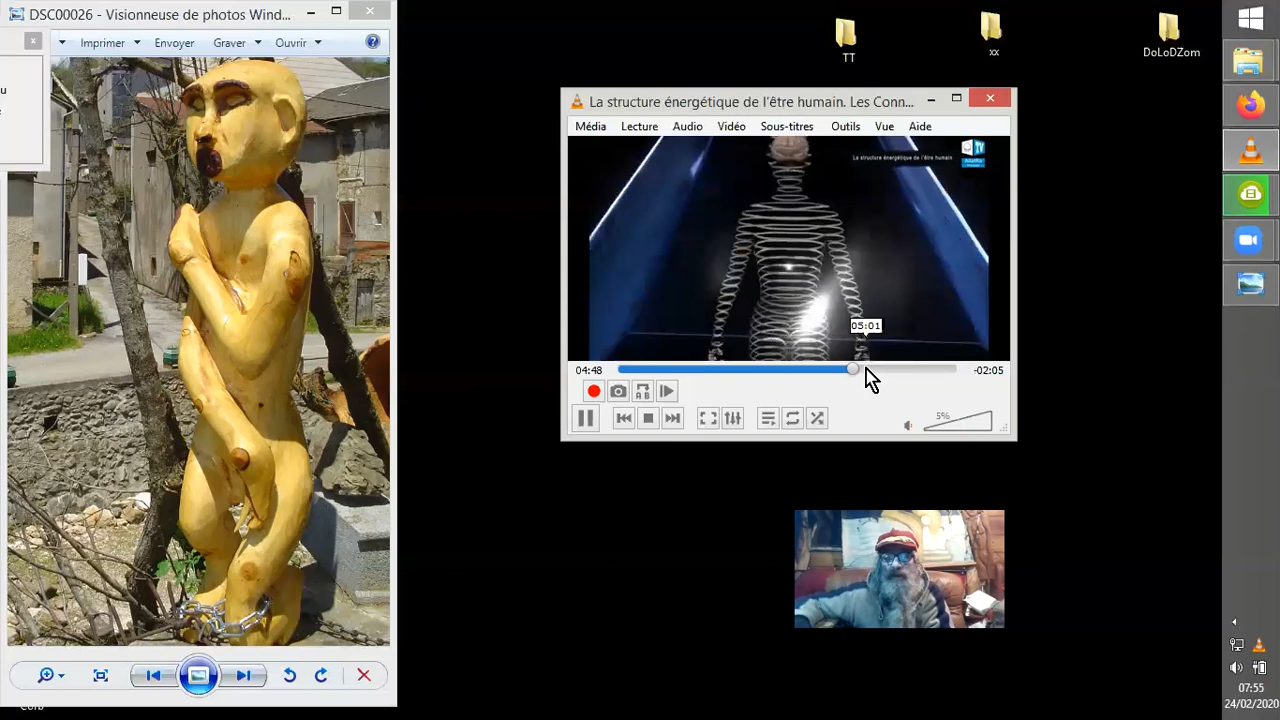 DSC00026 - Visionneuse de photos Wind...
Imprimer Envoyer Graver Ouvrir
TT
xx
DoLoDZom
La structure énergétique de l'être humain. Les Conn...
Média Lecture Audio Vidéo Sous-titres Outils Vue Aide
La structure énergétique de l'être humain
TV
05:01
04:48
-02:05
5%
07:55
24/02/2020